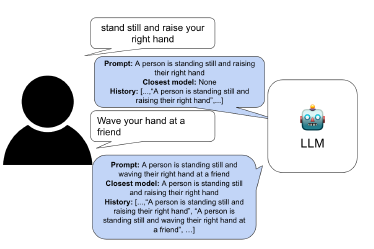 stand still and raise your
right hand
Prompt: A person is standing still and raising
their right hand
Closest model: None
History: [...,"A person is standing still and
raising their right hand",...]
Wave your hand at a
friend
LLM
Prompt: A person is standing still and
waving their right hand at a friend
Closest model: A person is standing still
and raising their right hand
History: [...,"A person is standing still and
raising their right hand", "A person is
standing still and waving their right hand at
a friend", ...]